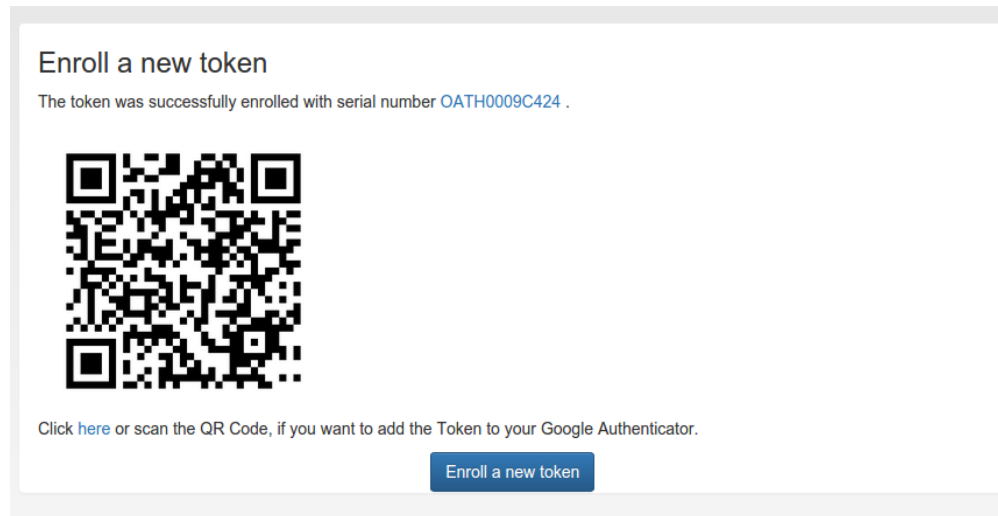 Enroll a new token
The token was successfully enrolled with serial number OATH0009C424 .
Click here or scan the QR Code, if you want to add the Token to your Google Authenticator.
Enroll a new token